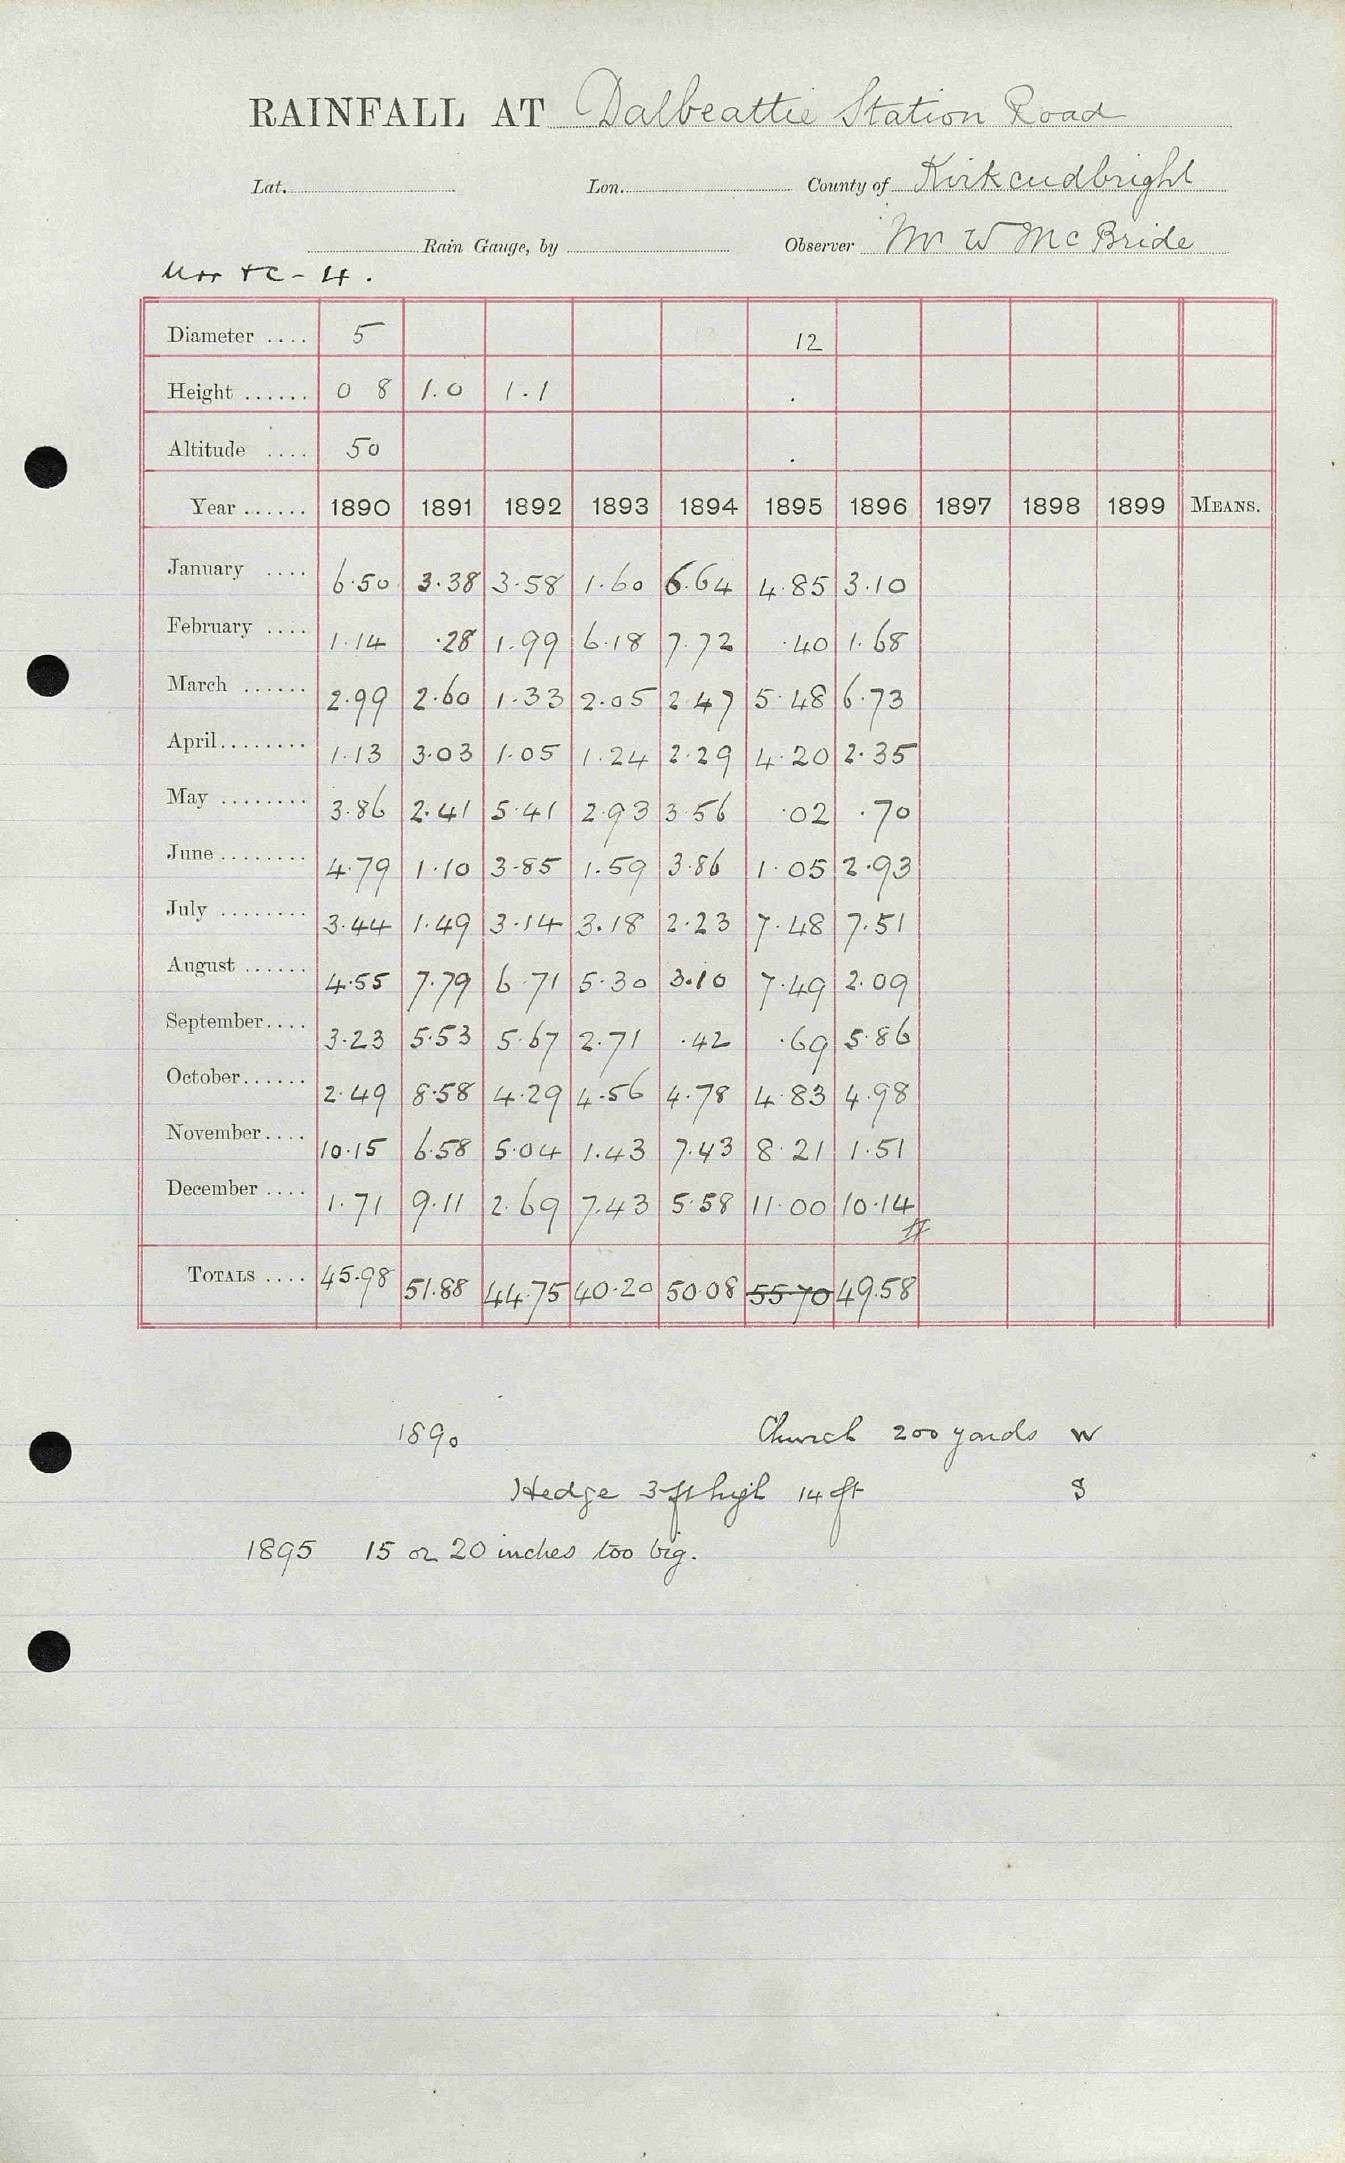 RAINFALL AT Dalbeattie Station Road
Lat. Lon. County of Kirkcudbright
Rain Gauge, by Observer Mr W McBride
Diameter .... 5 12
Height ...... 0 8 1.0 1.1
Altitude .... 50
Year ...... 1890 1891 1892 1893 1894 1895 1896 1897 1898 1899 MEANS.
January .... 6.50 3.38 3.58 1.60 6.64 4.85 3.10
February .... 1.14 .28 1.99 6.18 7.72 .40 1.68
March ...... 2.99 2.60 1.33 2.05 2.47 5.48 6.73
April........ 1.13 3.03 1.05 1.24 2.29 4.20 2.35
May ........ 3.86 2.41 5.41 2.93 3.56 .02 .70
June ........ 4.79 1.10 3.85 1.59 3.86 1.05 2.93
July ........ 3.44 1.49 3.14 3.18 2.23 7.48 7.51
August ...... 4.55 7.79 6.71 5.30 3.10 7.49 2.09
September.... 3.23 5.53 5.67 2.71 .42 .69 5.86
October...... 2.49 8.58 4.29 4.56 4.78 4.83 4.98
November.... 10.15 6.58 5.04 1.43 7.43 8.21 1.51
December .... 1.71 9.11 2.69 7.43 5.58 11.00 10.14
TOTALS .... 45.98 51.88 44.75 40.20 50.08 55.70 49.58
1890 Church 200 yards W
Hedge 3 ft high 14 ft S
1895 15 or 20 inches too big.